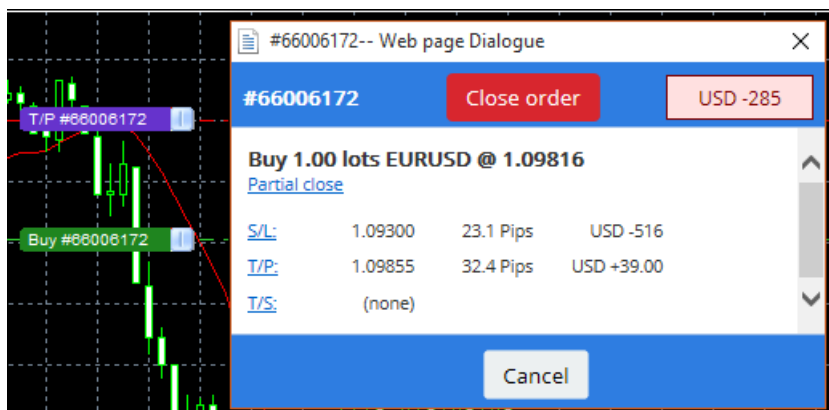 #66006172-- Web page Dialogue
#66006172 Close order USD -285
T/P #66006172
Buy 1.00 lots EURUSD @ 1.09816
Partial close
Buy #66006172
S/L: 1.09300 23.1 Pips USD -516
T/P: 1.09855 32.4 Pips USD +39.00
T/S: (none)
Cancel